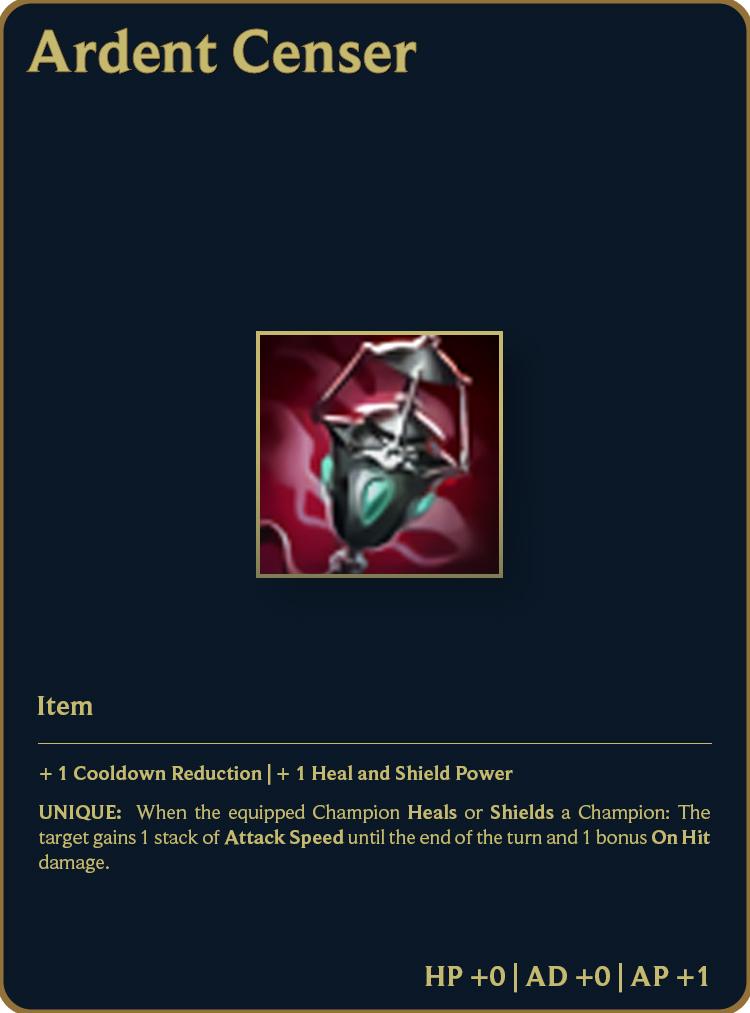 Ardent Censer
Item
+ 1 Cooldown Reduction | + 1 Heal and Shield Power
UNIQUE: When the equipped Champion Heals or Shields a Champion: The
target gains 1 stack of Attack Speed until the end of the turn and 1 bonus On Hit
damage.
HP +0 | AD +0 | AP +1